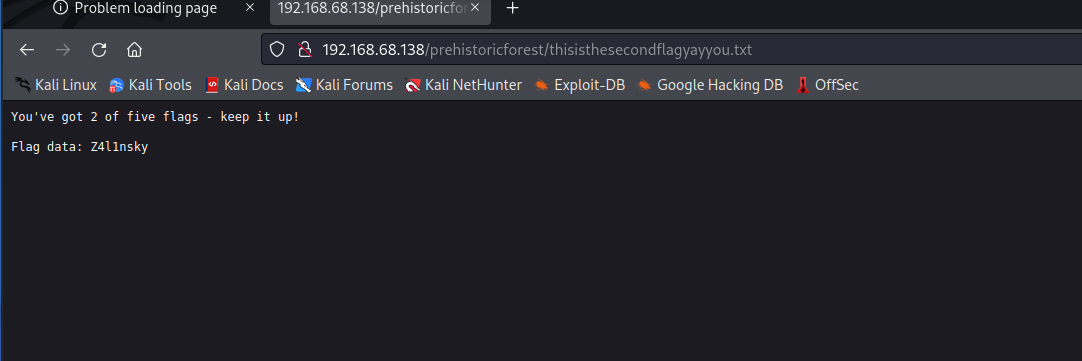 Problem loading page
192.168.68.138/prehistoricfo
192.168.68.138/prehistoricforest/thisisthesecondflagyayyou.txt
Kali Linux Kali Tools Kali Docs Kali Forums Kali NetHunter Exploit-DB Google Hacking DB OffSec
You've got 2 of five flags - keep it up!
Flag data: Z4l1nsky